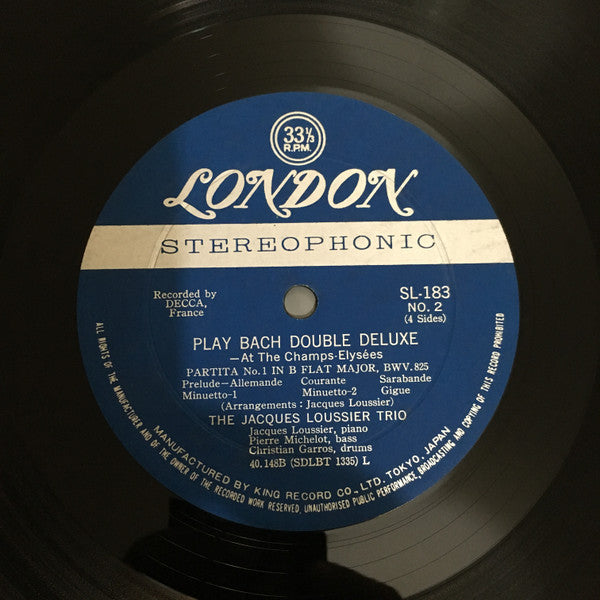 33⅓
R.P.M.
LONDON
STEREOPHONIC
Recorded by
DECCA,
France
SL-183
NO. 2
(4 Sides)
PLAY BACH DOUBLE DELUXE
—At The Champs-Elysées
PARTITA No. 1 IN B FLAT MAJOR, BWV. 825
Prelude—Allemande Courante Sarabande
Minuetto-1 Minuetto-2 Gigue
(Arrangements : Jacques Loussier)
THE JACQUES LOUSSIER TRIO
Jacques Loussier, piano
Pierre Michelot, bass
Christian Garros, drums
40.148B (SDLBT 1335) L
MANUFACTURED BY KING RECORD CO., LTD. TOKYO, JAPAN
ALL RIGHTS OF THE MANUFACTURER AND OF THE OWNER OF THE RECORDED WORK RESERVED. UNAUTHORISED PUBLIC PERFORMANCE, BROADCASTING AND COPYING OF THIS RECORD PROHIBITED